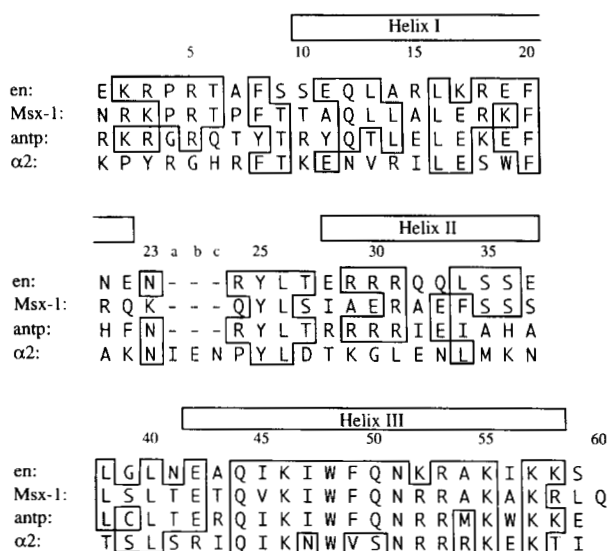 Helix I
5 10 15 20
en: E K R P R T A F S S E Q L A R L K R E F
Msx-1: N R K P R T P F T T A Q L L A L E R K F
antp: R K R G R Q T Y T R Y Q T L E L E K E F
α2: K P Y R G H R F T K E N V R I L E S W F
Helix II
23 a b c 25 30 35
en: N E N - - - R Y L T E R R R Q Q L S S E
Msx-1: R Q K - - - Q Y L S I A E R A E F S S S
antp: H F N - - - R Y L T R R R R I E I A H A
α2: A K N I E N P Y L D T K G L E N L M K N
Helix III
40 45 50 55 60
en: L G L N E A Q I K I W F Q N K R A K I K K S
Msx-1: L S L T E T Q V K I W F Q N R R A K A K R L Q
antp: L C L T E R Q I K I W F Q N R R M K W K K E
α2: T S L S R I Q I K N W V S N R R R K E K T I